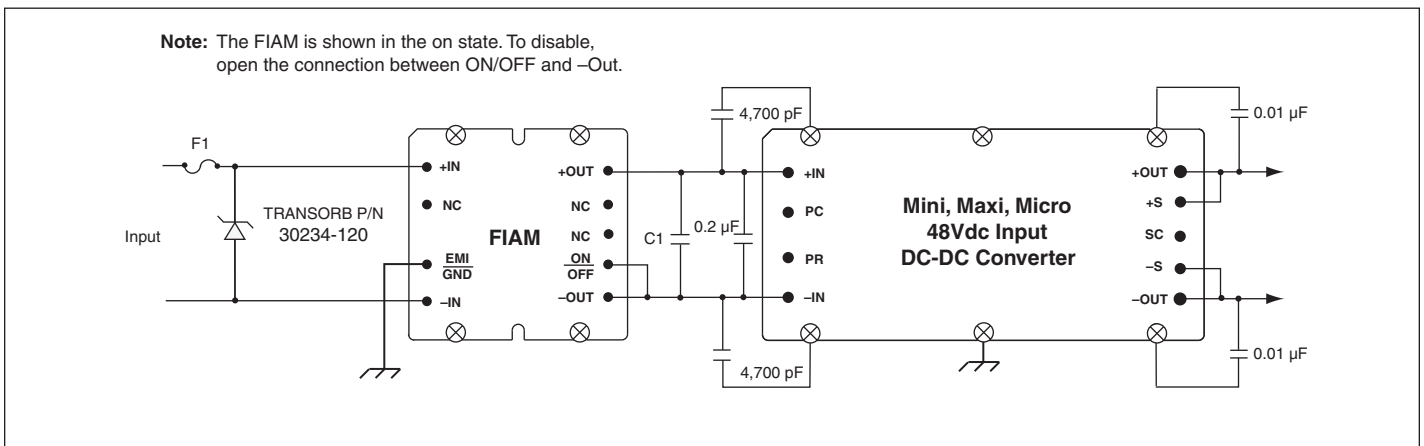 Note: The FIAM is shown in the on state. To disable,
open the connection between ON/OFF and –Out.
F1
Input
TRANSORB P/N
30234-120
+IN
NC
EMI
GND
–IN
FIAM
+OUT
NC
NC
ON
OFF
–OUT
C1
0.2 µF
4,700 pF
4,700 pF
+IN
PC
PR
–IN
Mini, Maxi, Micro
48Vdc Input
DC-DC Converter
+OUT
+S
SC
–S
–OUT
0.01 µF
0.01 µF